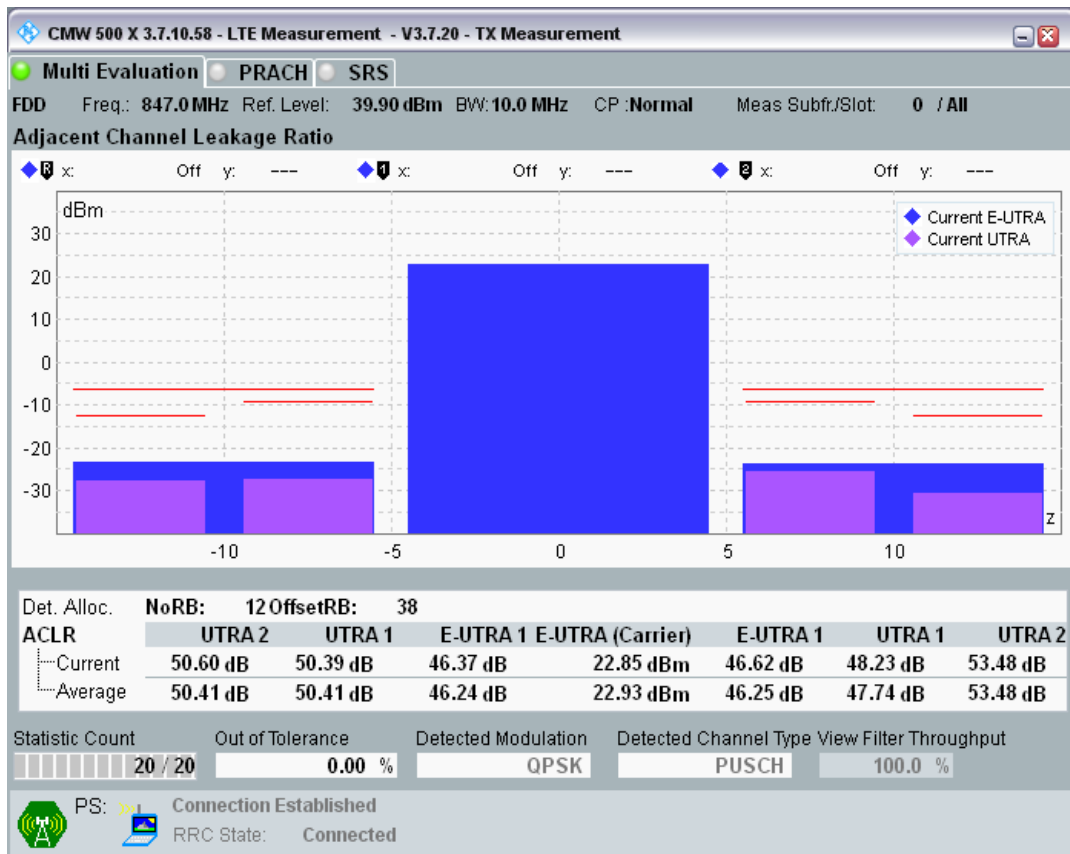 CMW 500 X 3.7.10.58 - LTE Measurement - V3.7.20 - TX Measurement
Multi Evaluation PRACH SRS
FDD Freq.: 847.0 MHz Ref. Level: 39.90 dBm BW: 10.0 MHz CP :Normal Meas Subfr./Slot: 0 / All
Adjacent Channel Leakage Ratio
R x: Off y: --- 1 x: Off y: --- 2 x: Off y: ---
dBm
Current E-UTRA
Current UTRA
30
20
10
0
-10
-20
-30
Z
-10 -5 0 5 10
Det. Alloc. NoRB: 12 OffsetRB: 38
ACLR UTRA 2 UTRA 1 E-UTRA 1 E-UTRA (Carrier) E-UTRA 1 UTRA 1 UTRA 2
Current 50.60 dB 50.39 dB 46.37 dB 22.85 dBm 46.62 dB 48.23 dB 53.48 dB
Average 50.41 dB 50.41 dB 46.24 dB 22.93 dBm 46.25 dB 47.74 dB 53.48 dB
Statistic Count Out of Tolerance Detected Modulation Detected Channel Type View Filter Throughput
20 / 20 0.00 % QPSK PUSCH 100.0 %
PS: Connection Established
RRC State: Connected